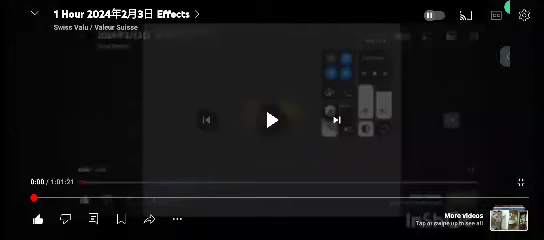 1 Hour 2024年2月3日 Effects
Swiss Valu / Valeur Suisse
0:00 / 1:01:21
More videos
Tap or swipe up to see all
InSh